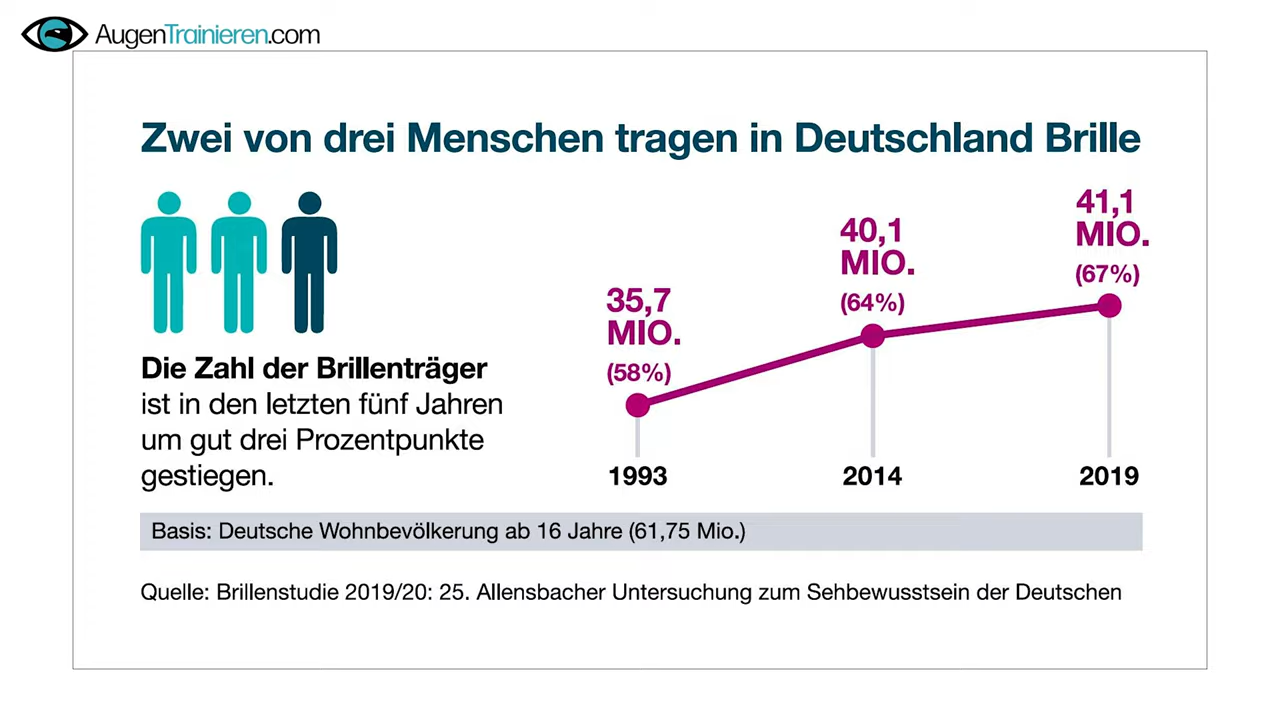 AugenTrainieren.com
Zwei von drei Menschen tragen in Deutschland Brille
Die Zahl der Brillenträger
ist in den letzten fünf Jahren
um gut drei Prozentpunkte
gestiegen.
35,7
MIO.
(58%)
40,1
MIO.
(64%)
41,1
MIO.
(67%)
1993
2014
2019
Basis: Deutsche Wohnbevölkerung ab 16 Jahre (61,75 Mio.)
Quelle: Brillenstudie 2019/20: 25. Allensbacher Untersuchung zum Sehbewusstsein der Deutschen